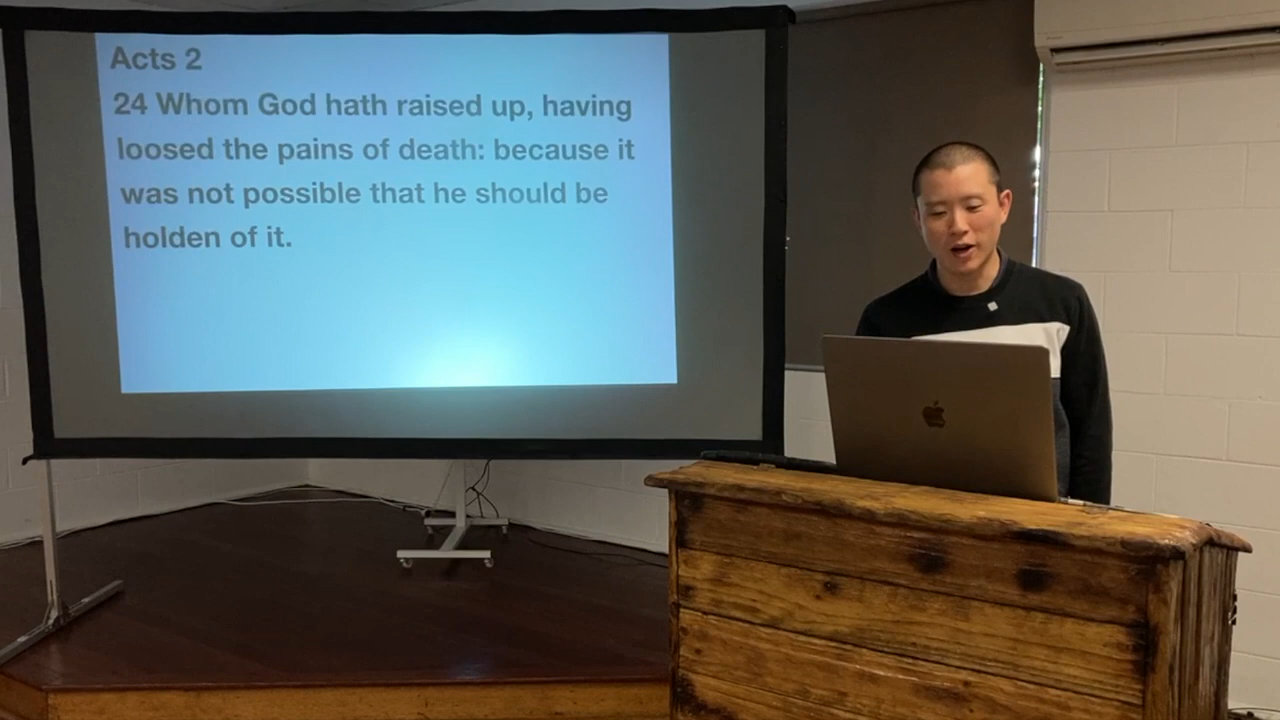 Acts 2
24 Whom God hath raised up, having
loosed the pains of death: because it
was not possible that he should be
holden of it.